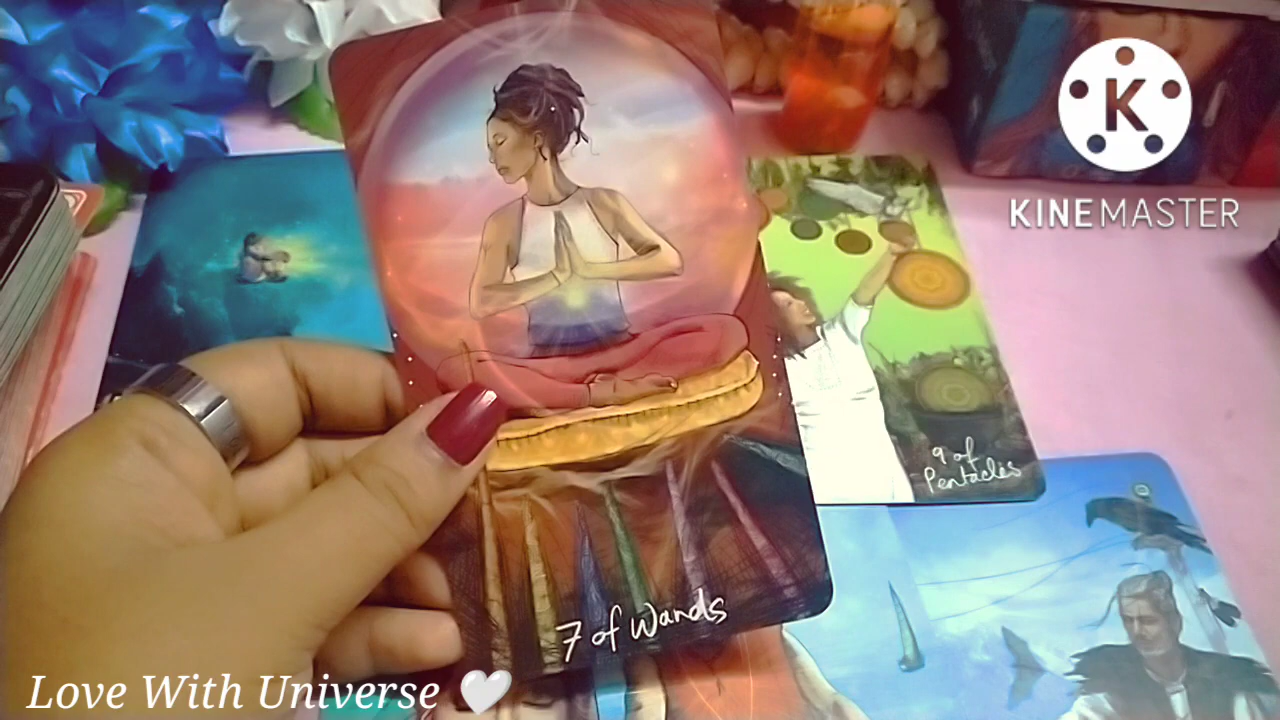 K
KINEMASTER
9 of
Pentacles
7 of Wands
Love With Universe 🤍